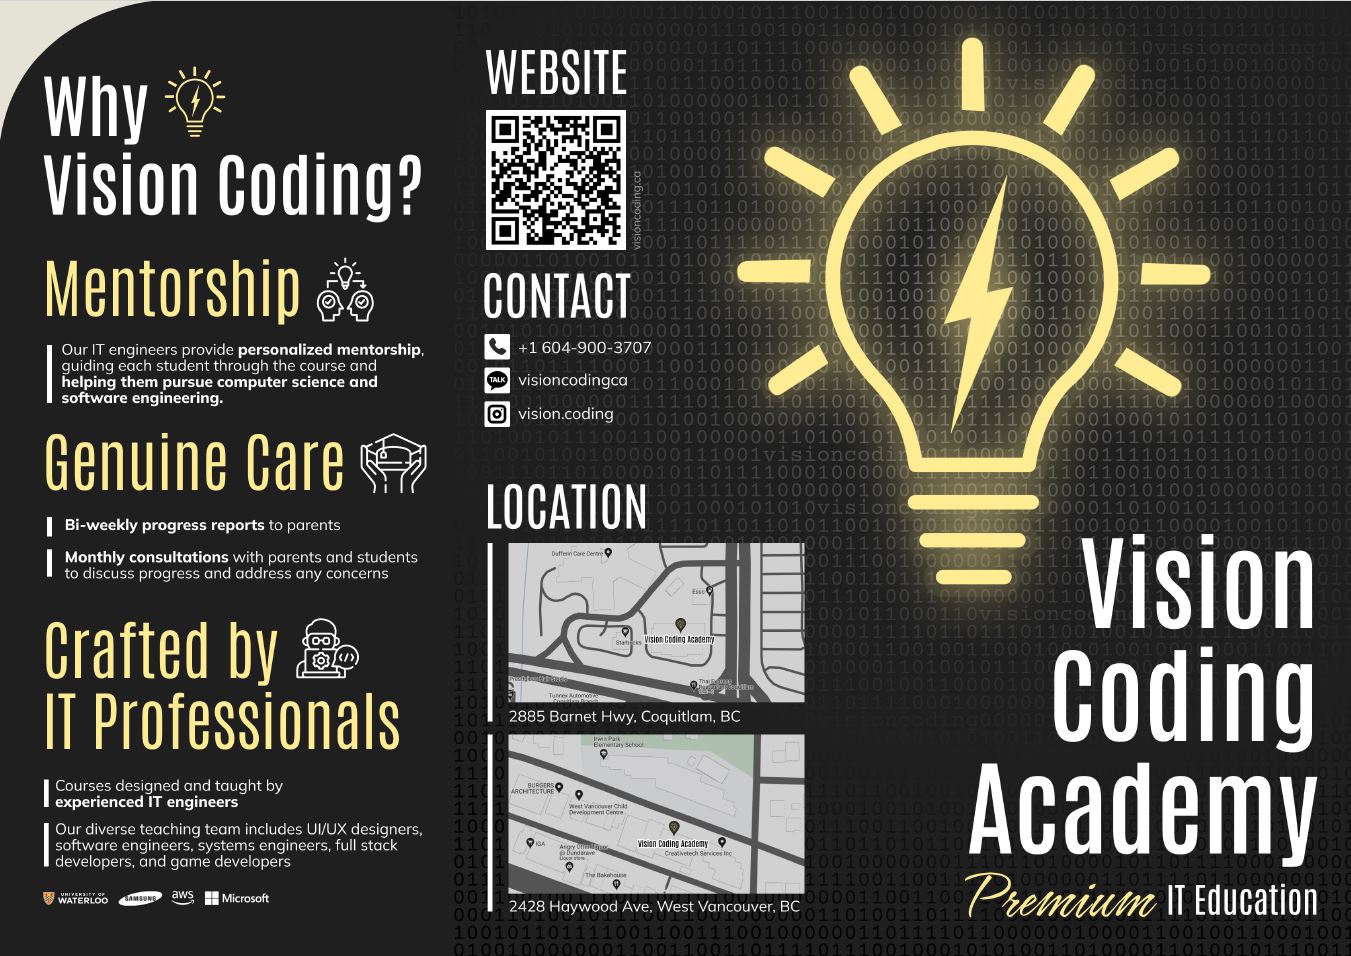 Why
Vision Coding?
Mentorship
Our IT engineers provide personalized mentorship,
guiding each student through the course and
helping them pursue computer science and
software engineering.
Genuine Care
Bi-weekly progress reports to parents
Monthly consultations with parents and students
to discuss progress and address any concerns
Crafted by
IT Professionals
Courses designed and taught by
experienced IT engineers
Our diverse teaching team includes UI/UX designers,
software engineers, systems engineers, full stack
developers, and game developers
UNIVERSITY OF
WATERLOO
SAMSUNG
aws
Microsoft
WEBSITE
visioncoding.ca
CONTACT
+1 604-900-3707
TALK
visioncodingca
vision.coding
LOCATION
Dufferin Care Centre
Esso
Starbucks
Vision Coding Academy
Thai Express
Tunnex Automotive
2885 Barnet Hwy, Coquitlam, BC
Irwin Park
Elementary School
BURGERS
ARCHITECTURE
West Vancouver Child
Development Centre
IGA
Angry Otter
@ Dundarave
Liquor store
Vision Coding Academy
Creativetech Services Inc
The Bakehouse
2428 Haywood Ave, West Vancouver, BC
Vision
Coding
Academy
Premium IT Education